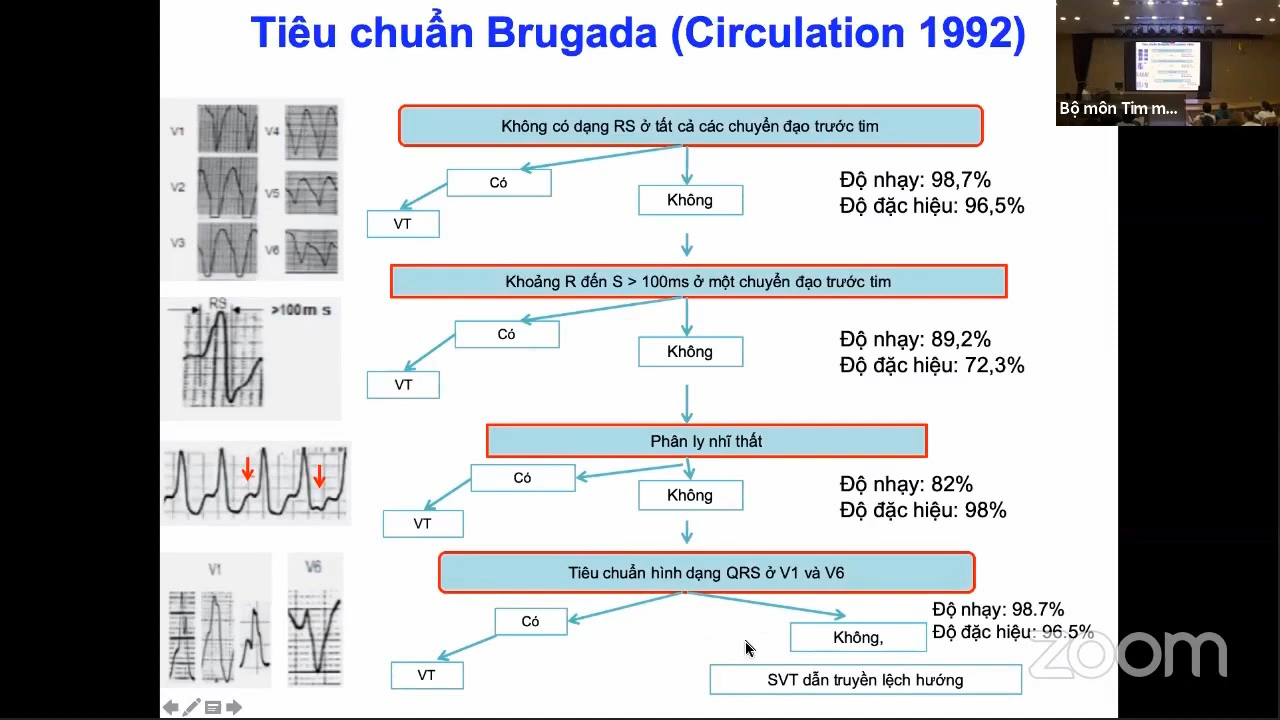 Tiêu chuẩn Brugada (Circulation 1992)
Bộ môn Tim m...
V1
V4
V2
V5
V3
V6
Không có dạng RS ở tất cả các chuyển đạo trước tim
Có
Không
VT
Độ nhạy: 98,7%
Độ đặc hiệu: 96,5%
RS
>100m s
Khoảng R đến S > 100ms ở một chuyển đạo trước tim
Có
Không
VT
Độ nhạy: 89,2%
Độ đặc hiệu: 72,3%
Phân ly nhĩ thất
Có
Không
VT
Độ nhạy: 82%
Độ đặc hiệu: 98%
V1
V6
Tiêu chuẩn hình dạng QRS ở V1 và V6
Có
Không,
VT
SVT dẫn truyền lệch hướng
Độ nhạy: 98.7%
Độ đặc hiệu: 96.5%
zoom